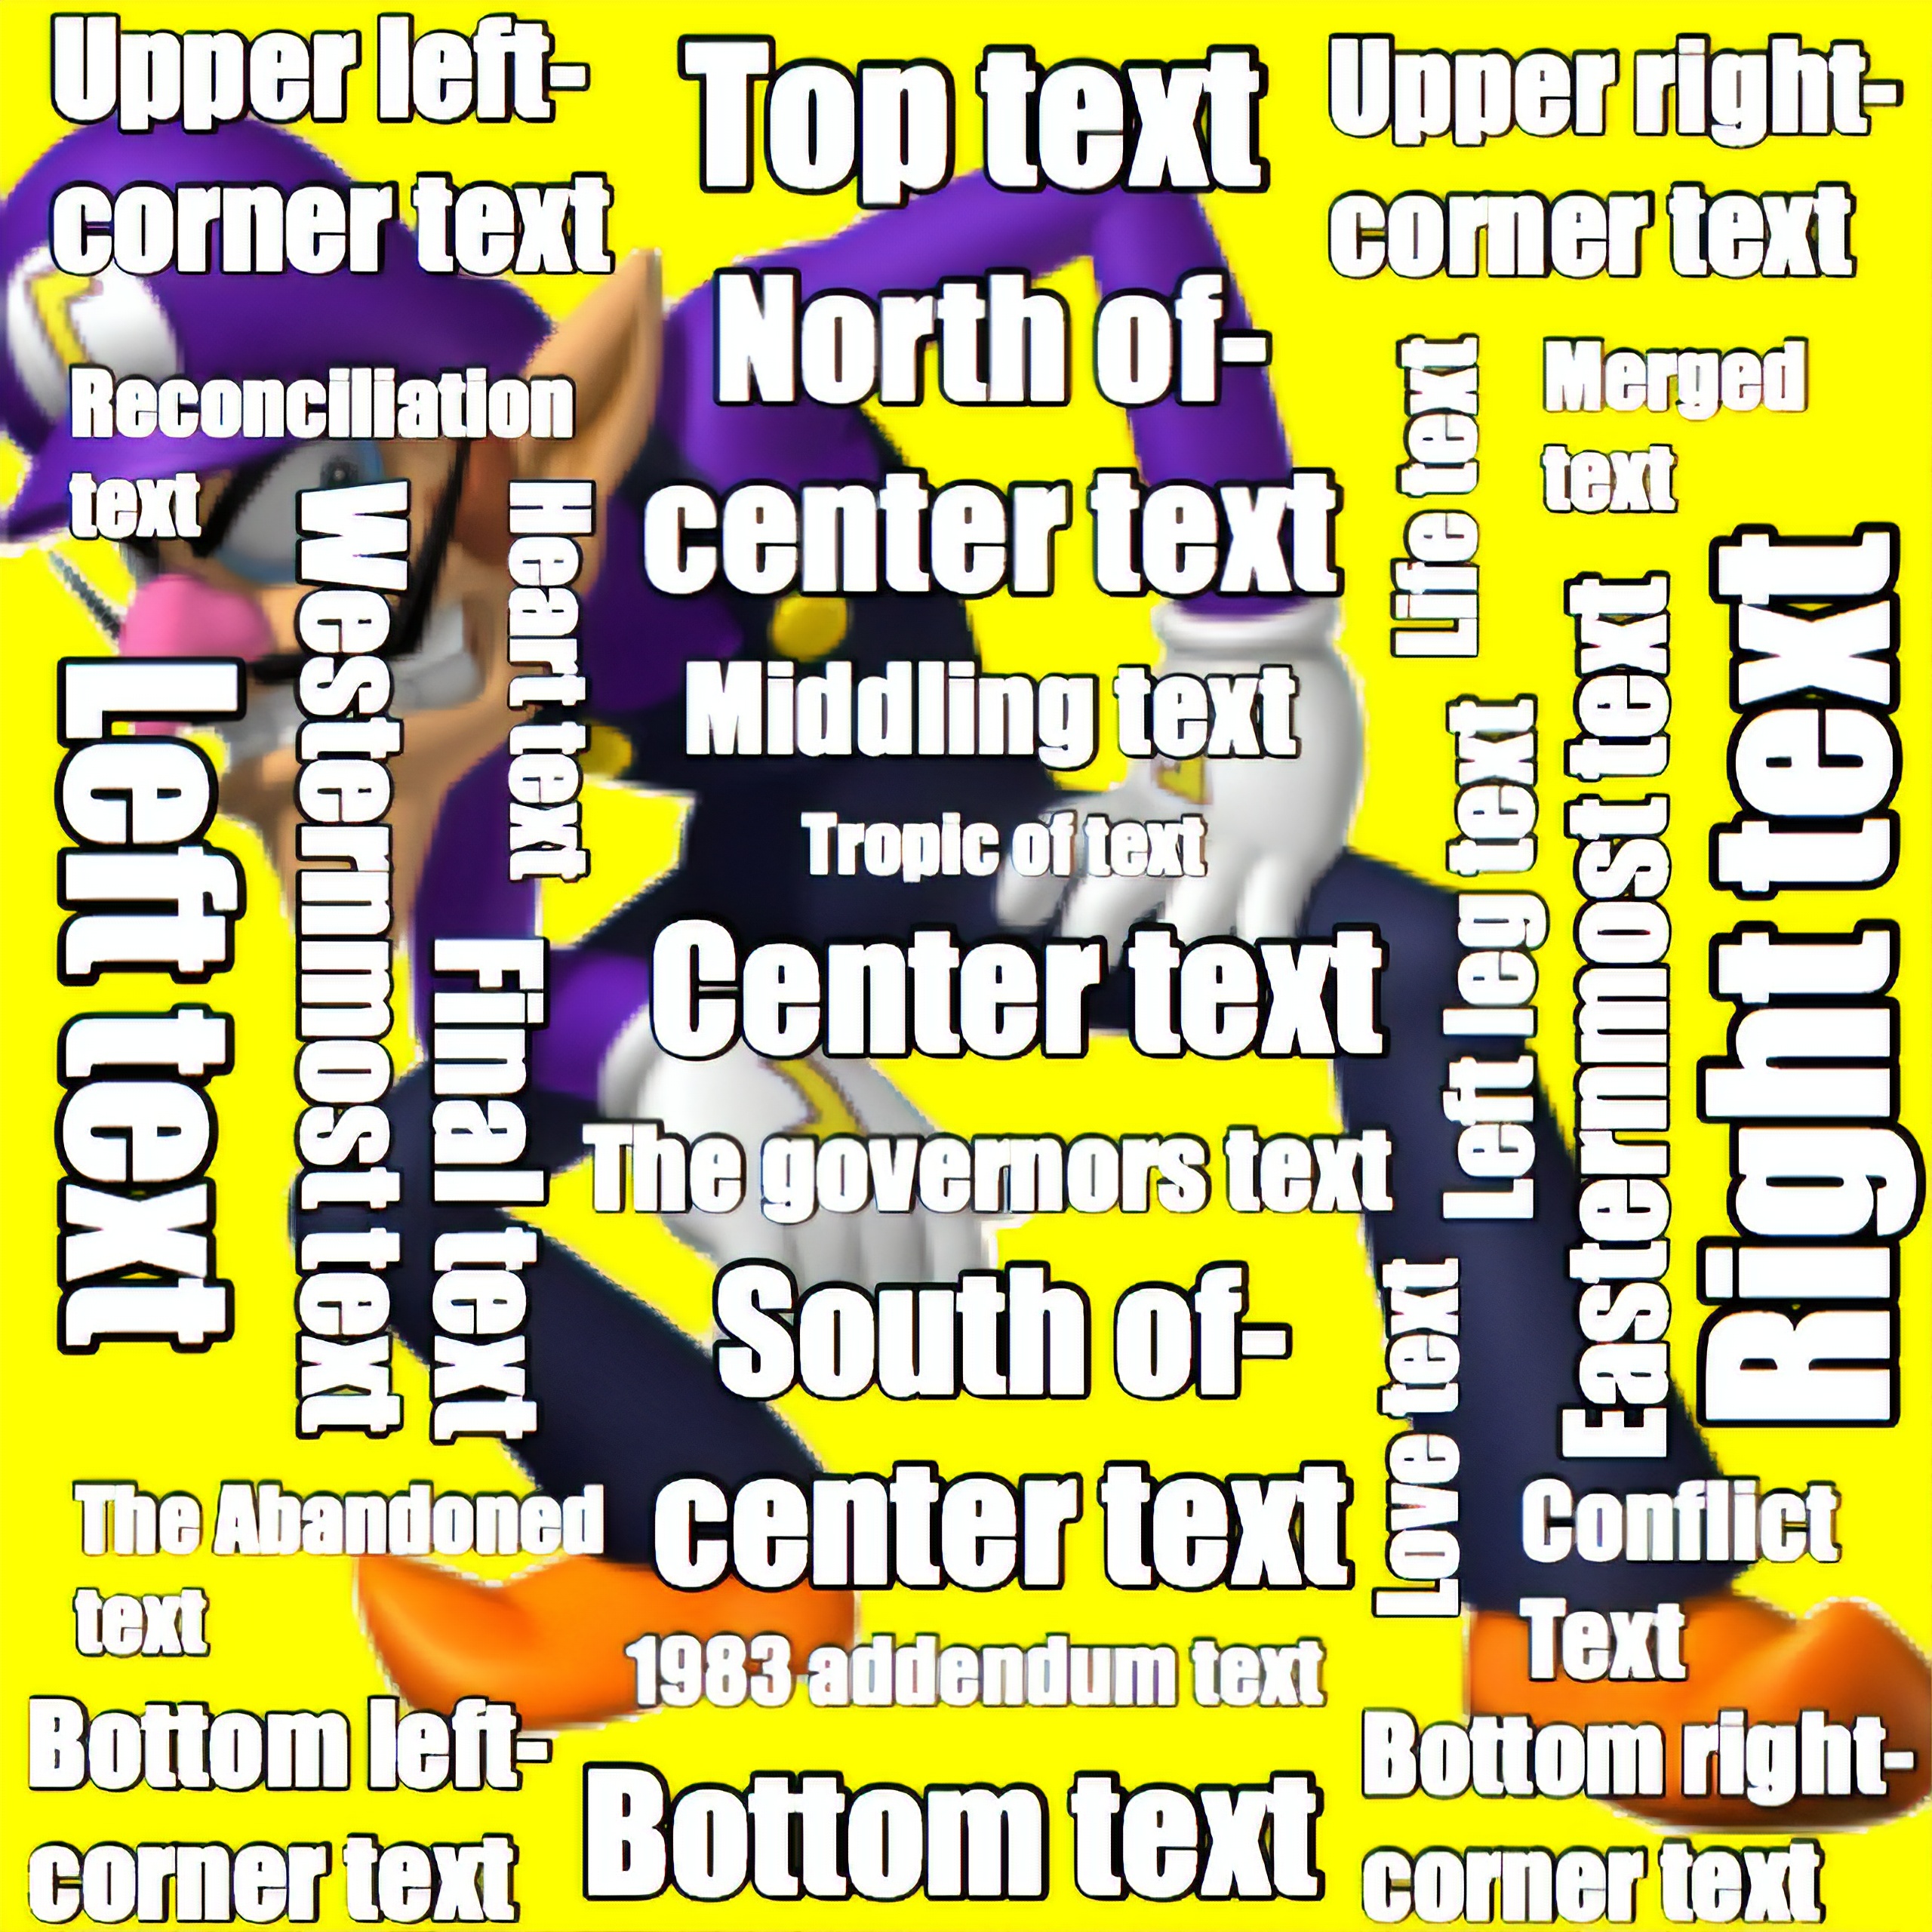 Upper left-
corner text
Top text
Upper right-
corner text
North of-
center text
Reconciliation
text
Life text
Merged
text
Left text
Westernmost text
Heart text
Middling text
Tropic of text
Left leg text
Easternmost text
Right text
Final text
Center text
The governors text
South of-
center text
Love text
The Abandoned
text
Conflict
Text
1983 addendum text
Bottom left-
corner text
Bottom text
Bottom right-
corner text